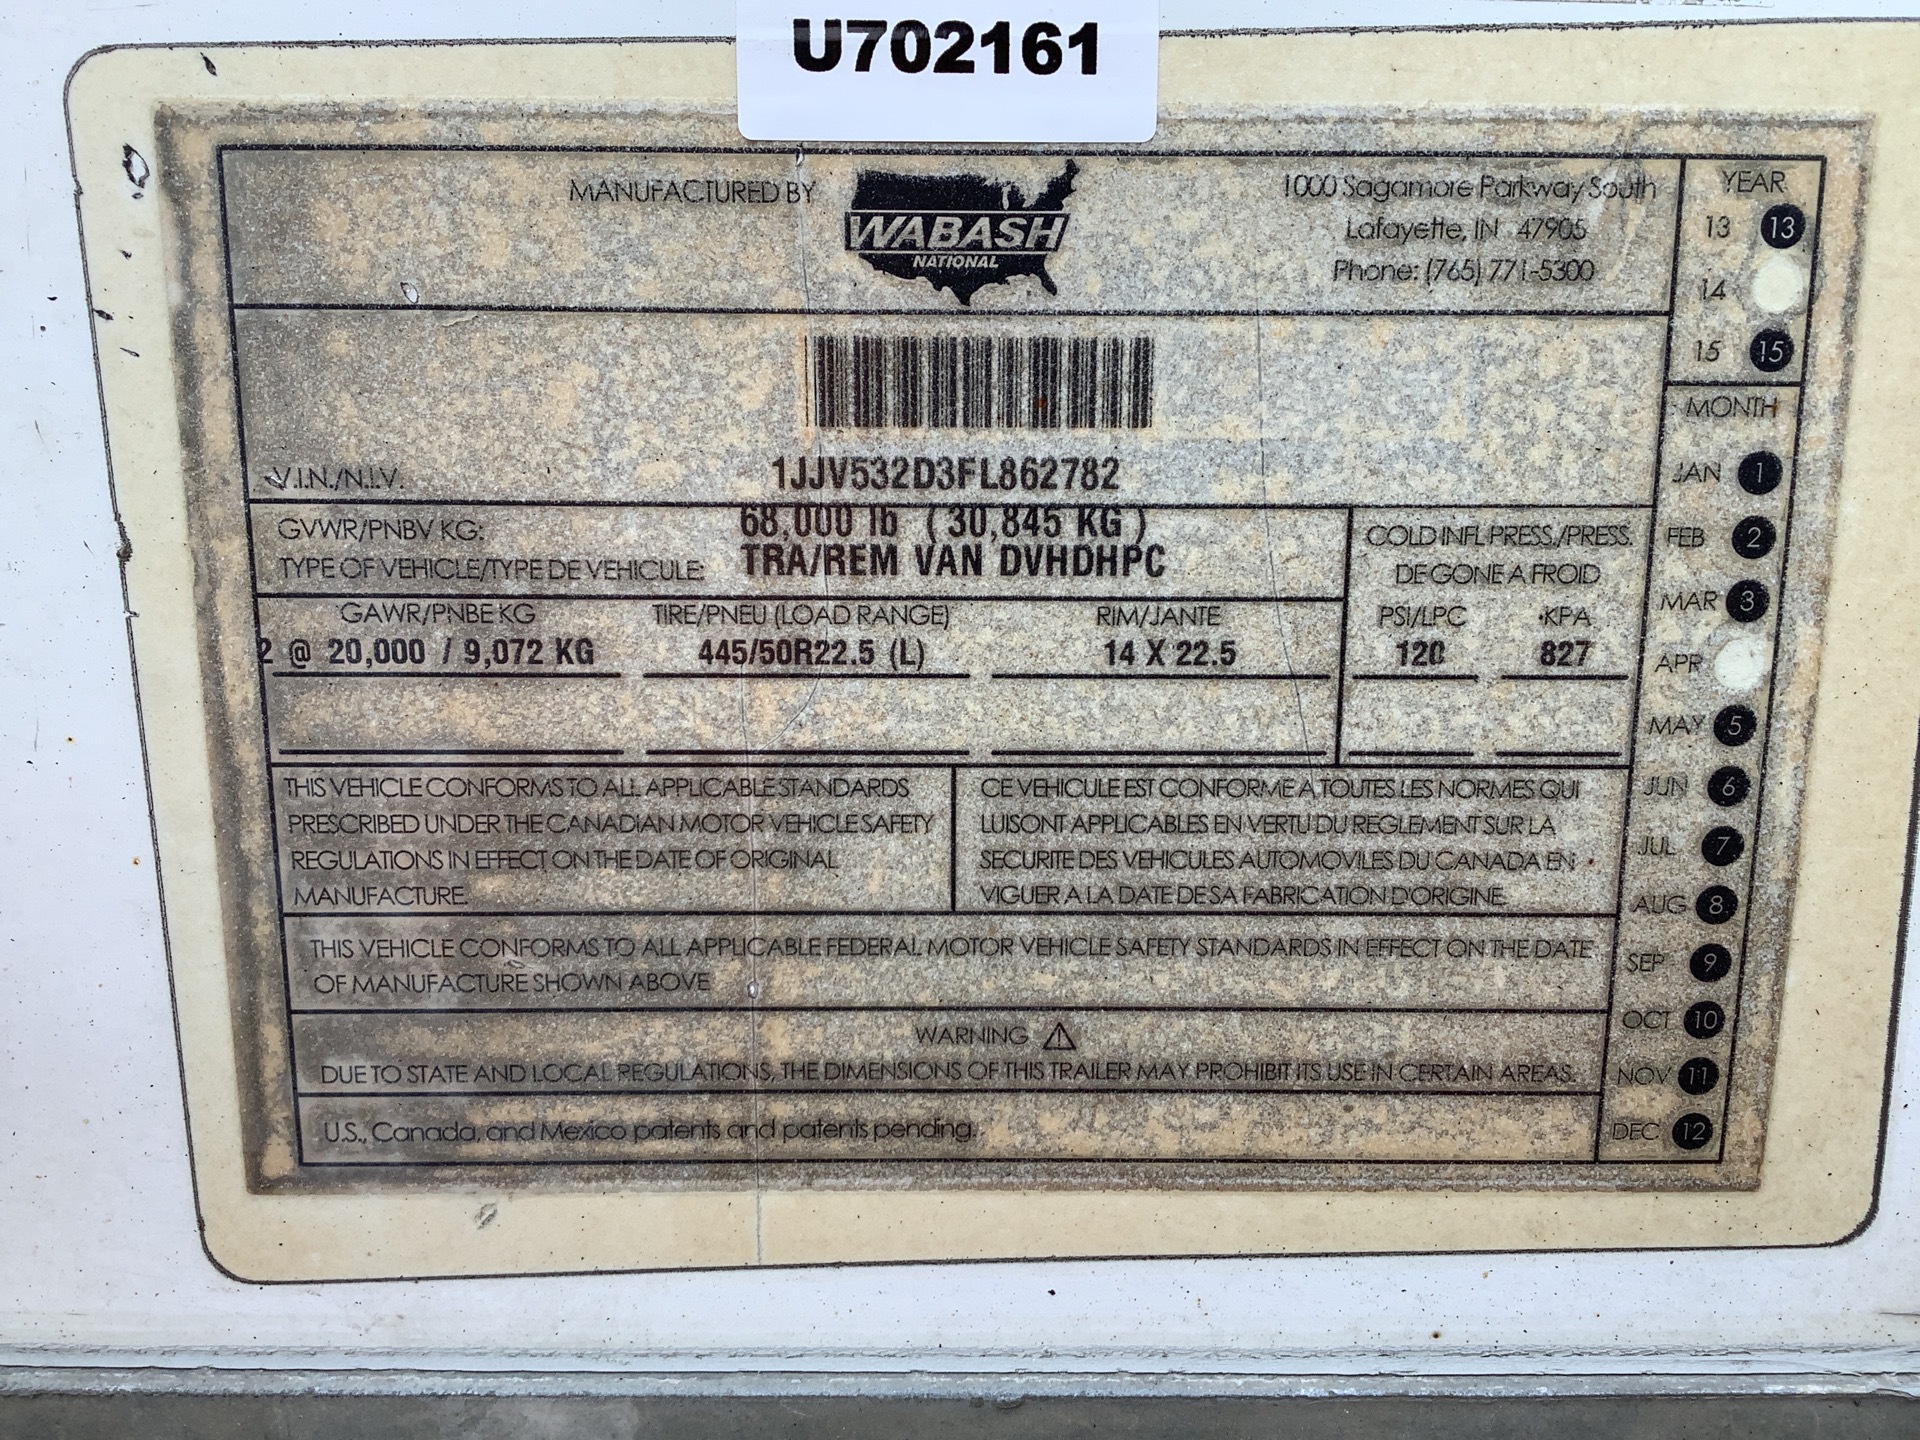 U702161
MANUFACTURED BY
WABASH
NATIONAL
1000 Sagamore Parkway South
Lafayette, IN 47905
Phone: (765) 771-5300
V.I.N./N.I.V.
1JJV532D3FL862782
GVWR/PNBV KG:
68,000 lb (30,845 KG)
TYPE OF VEHICLE/TYPE DE VEHICULE:
TRA/REM VAN DVHDHPC
COLD INFL PRESS./PRESS.
DE GONE A FROID
GAWR/PNBE KG TIRE/PNEU (LOAD RANGE) RIM/JANTE PSI/LPC KPA
2 @ 20,000 / 9,072 KG 445/50R22.5 (L) 14 X 22.5 120 827
THIS VEHICLE CONFORMS TO ALL APPLICABLE STANDARDS
PRESCRIBED UNDER THE CANADIAN MOTOR VEHICLE SAFETY
REGULATIONS IN EFFECT ON THE DATE OF ORIGINAL
MANUFACTURE.
CE VEHICULE EST CONFORME A TOUTES LES NORMES QUI
LUI SONT APPLICABLES EN VERTU DU REGLEMENT SUR LA
SECURITE DES VEHICULES AUTOMOVILES DU CANADA EN
VIGUER A LA DATE DE SA FABRICATION D'ORIGINE.
THIS VEHICLE CONFORMS TO ALL APPLICABLE FEDERAL MOTOR VEHICLE SAFETY STANDARDS IN EFFECT ON THE DATE
OF MANUFACTURE SHOWN ABOVE
WARNING
DUE TO STATE AND LOCAL REGULATIONS, THE DIMENSIONS OF THIS TRAILER MAY PROHIBIT ITS USE IN CERTAIN AREAS.
U.S., Canada, and Mexico patents and patents pending.
YEAR
13 13
14
15 15
MONTH
JAN 1
FEB 2
MAR 3
APR
MAY 5
JUN 6
JUL 7
AUG 8
SEP 9
OCT 10
NOV 11
DEC 12